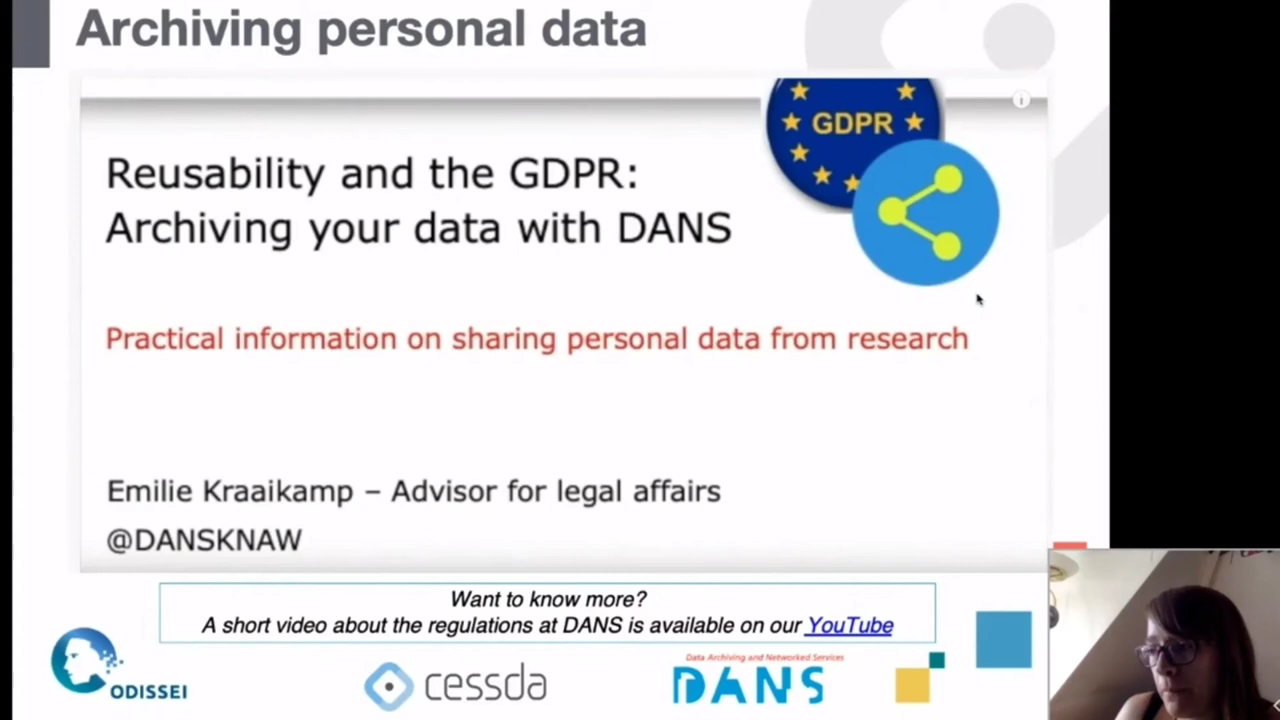 Archiving personal data
GDPR
Reusability and the GDPR:
Archiving your data with DANS
Practical information on sharing personal data from research
Emilie Kraaikamp – Advisor for legal affairs
@DANSKNAW
Want to know more?
A short video about the regulations at DANS is available on our YouTube
ODISSEI
cessda
Data Archiving and Networked Services
DANS